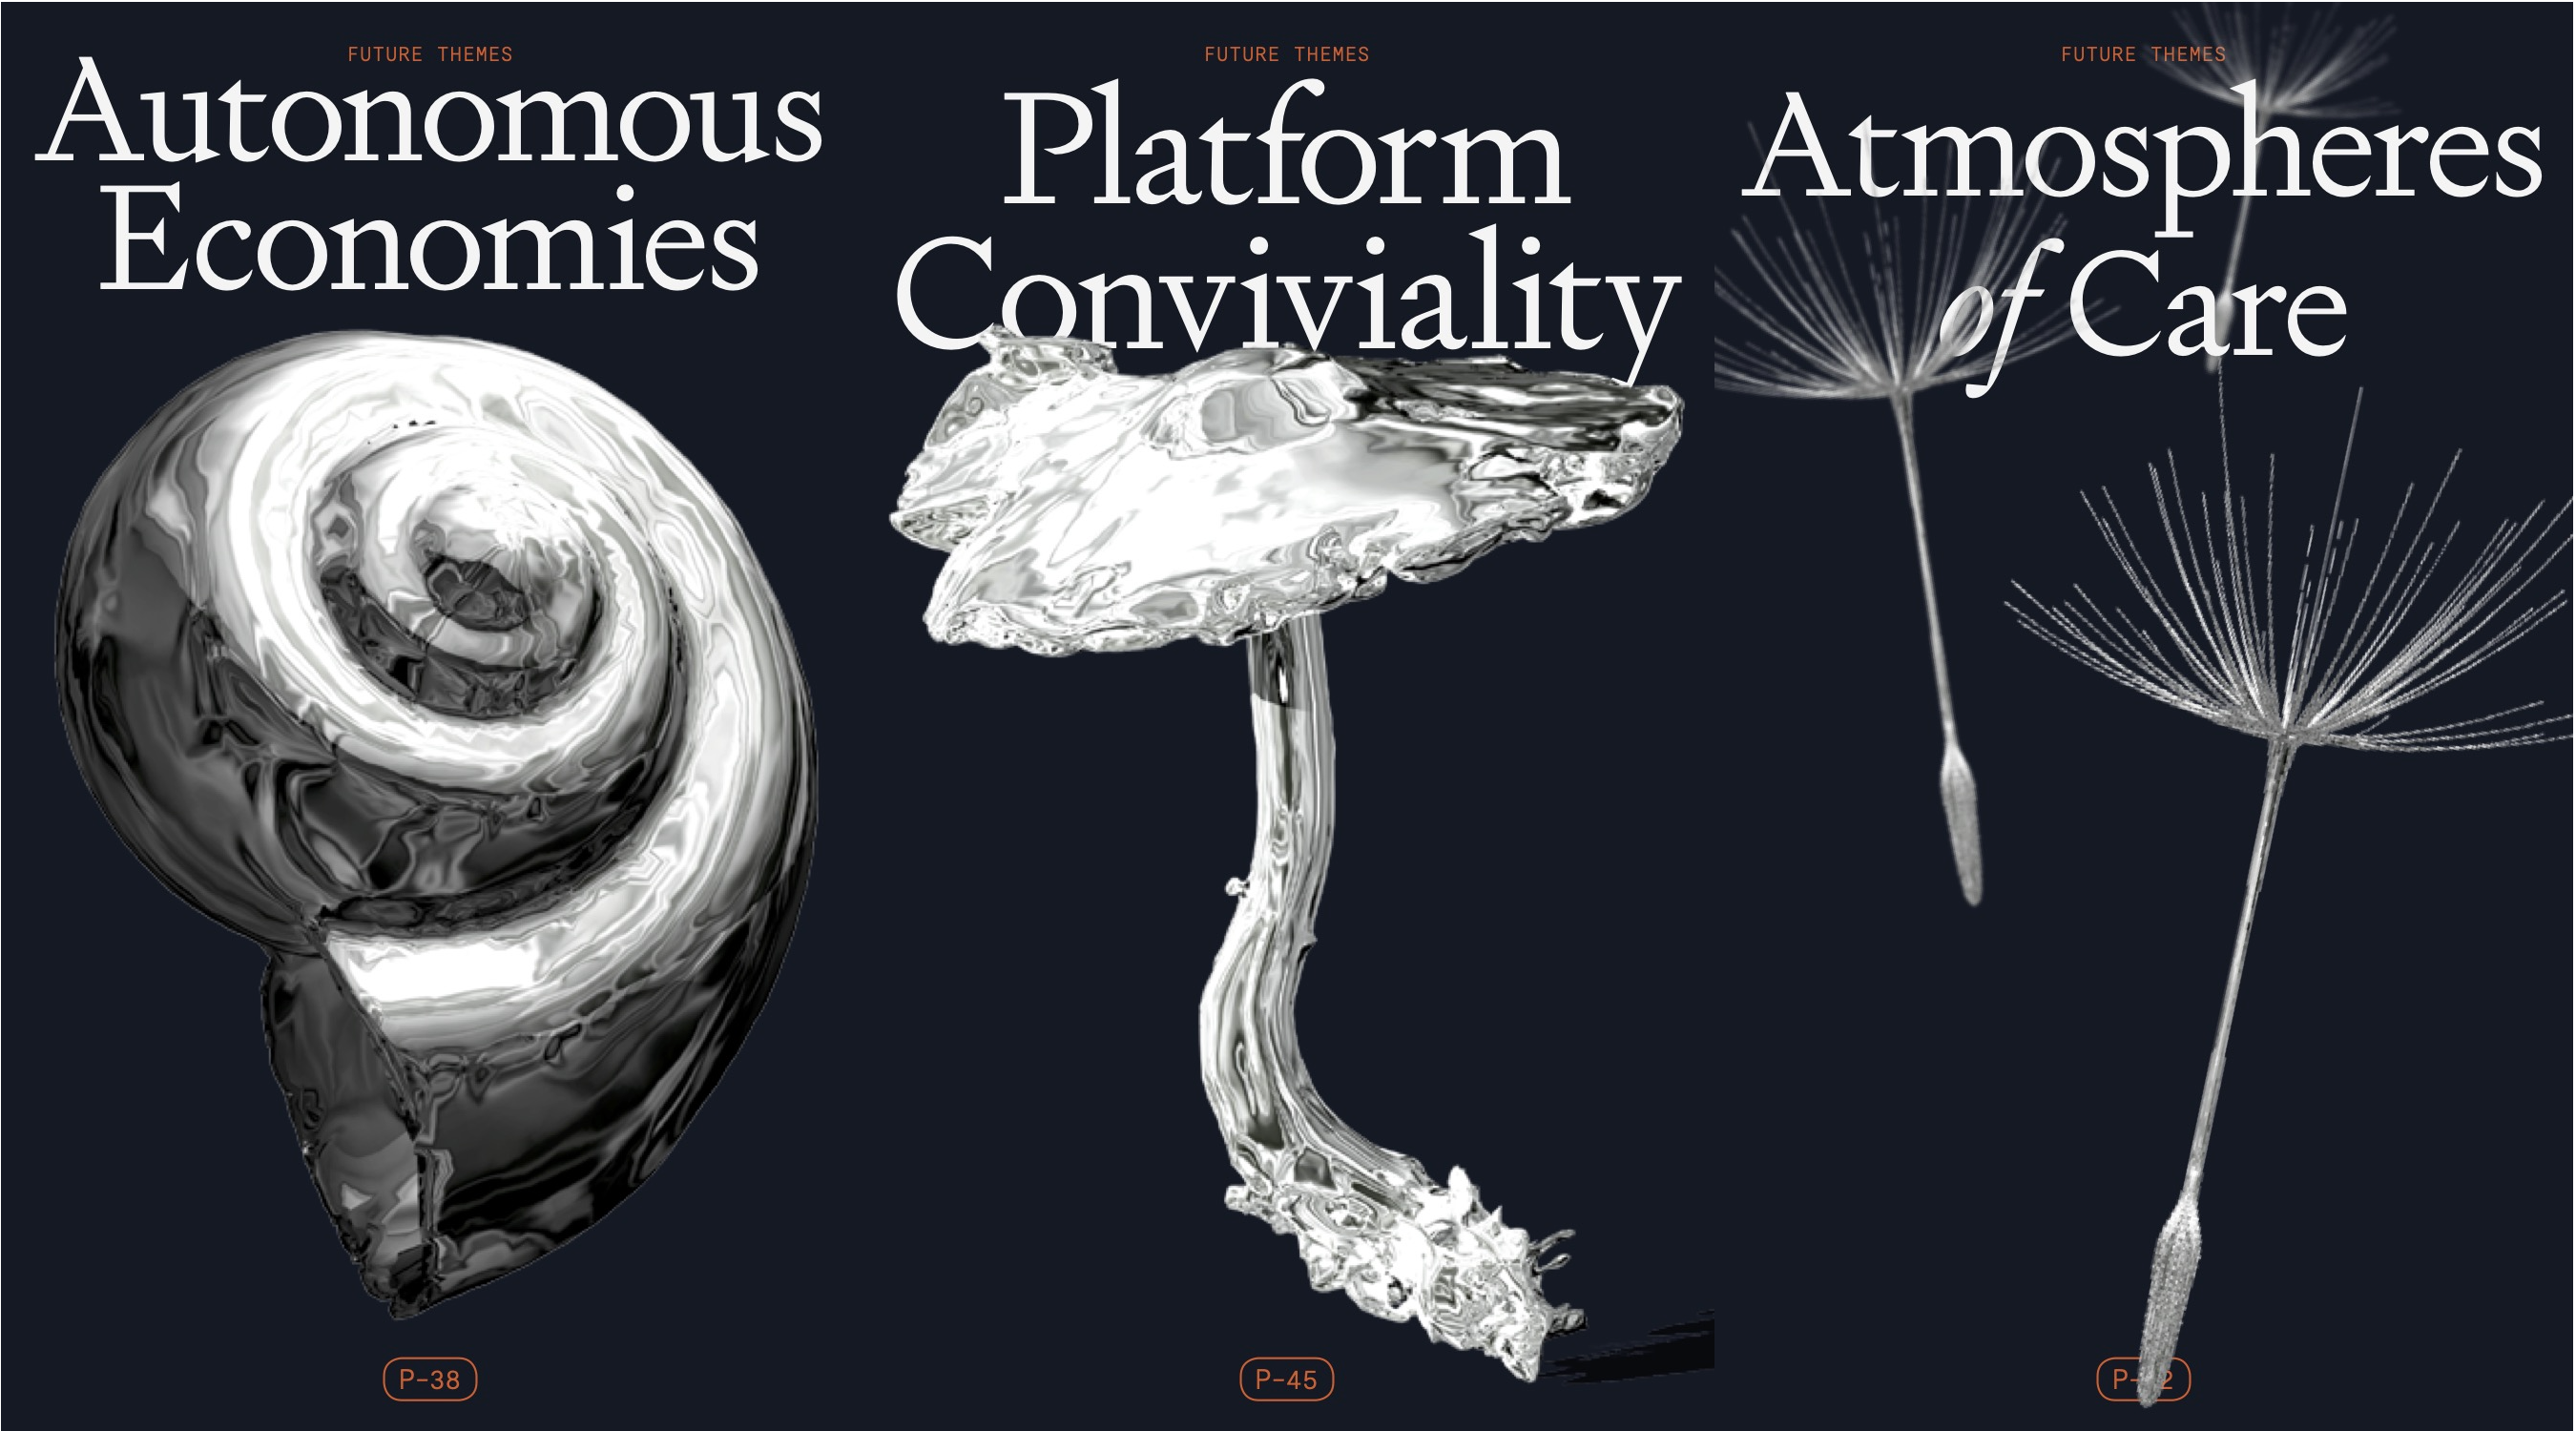 FUTURE THEMES
Autonomous
Economies
P-38
FUTURE THEMES
Platform
Conviviality
P-45
FUTURE THEMES
Atmospheres
of Care